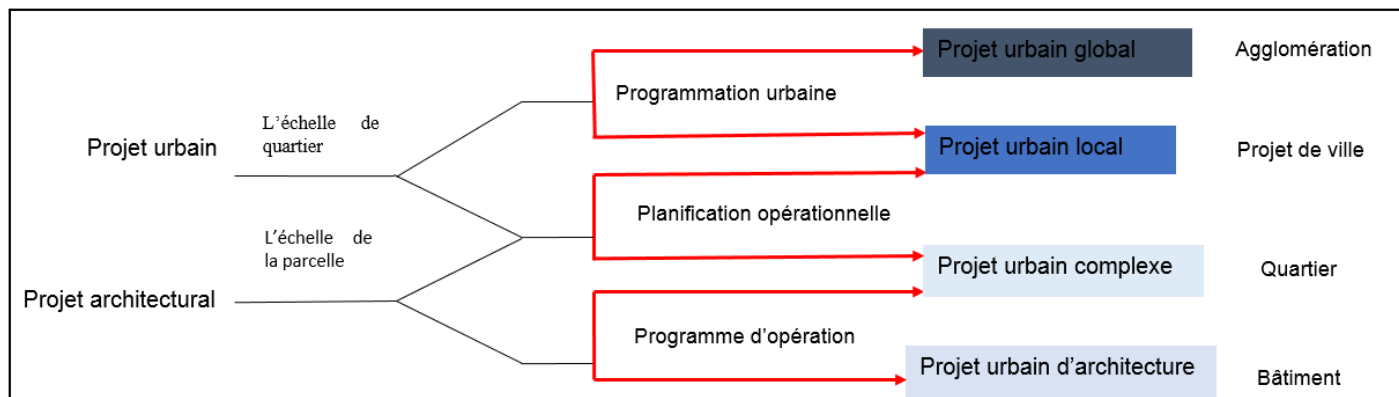 Projet urbain global
Agglomération
Programmation urbaine
L'échelle de
quartier
Projet urbain
Projet urbain local
Projet de ville
Planification opérationnelle
L'échelle de
la parcelle
Projet urbain complexe
Quartier
Projet architectural
Programme d'opération
Projet urbain d'architecture
Bâtiment